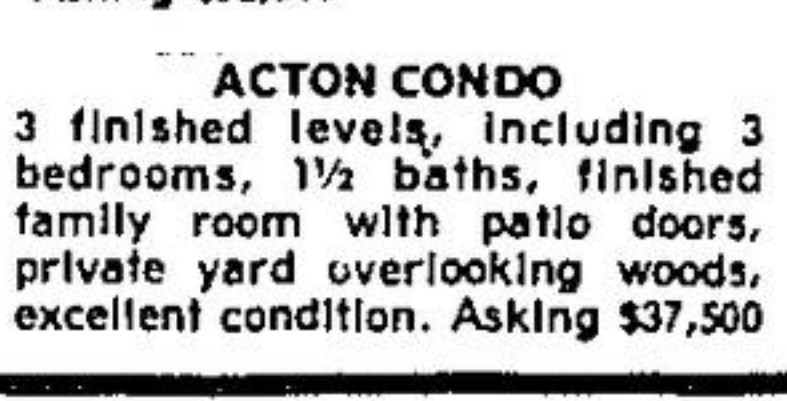 ACTON CONDO
3 finished levels, including 3
bedrooms, 1½ baths, finished
family room with patio doors,
private yard overlooking woods,
excellent condition. Asking $37,500